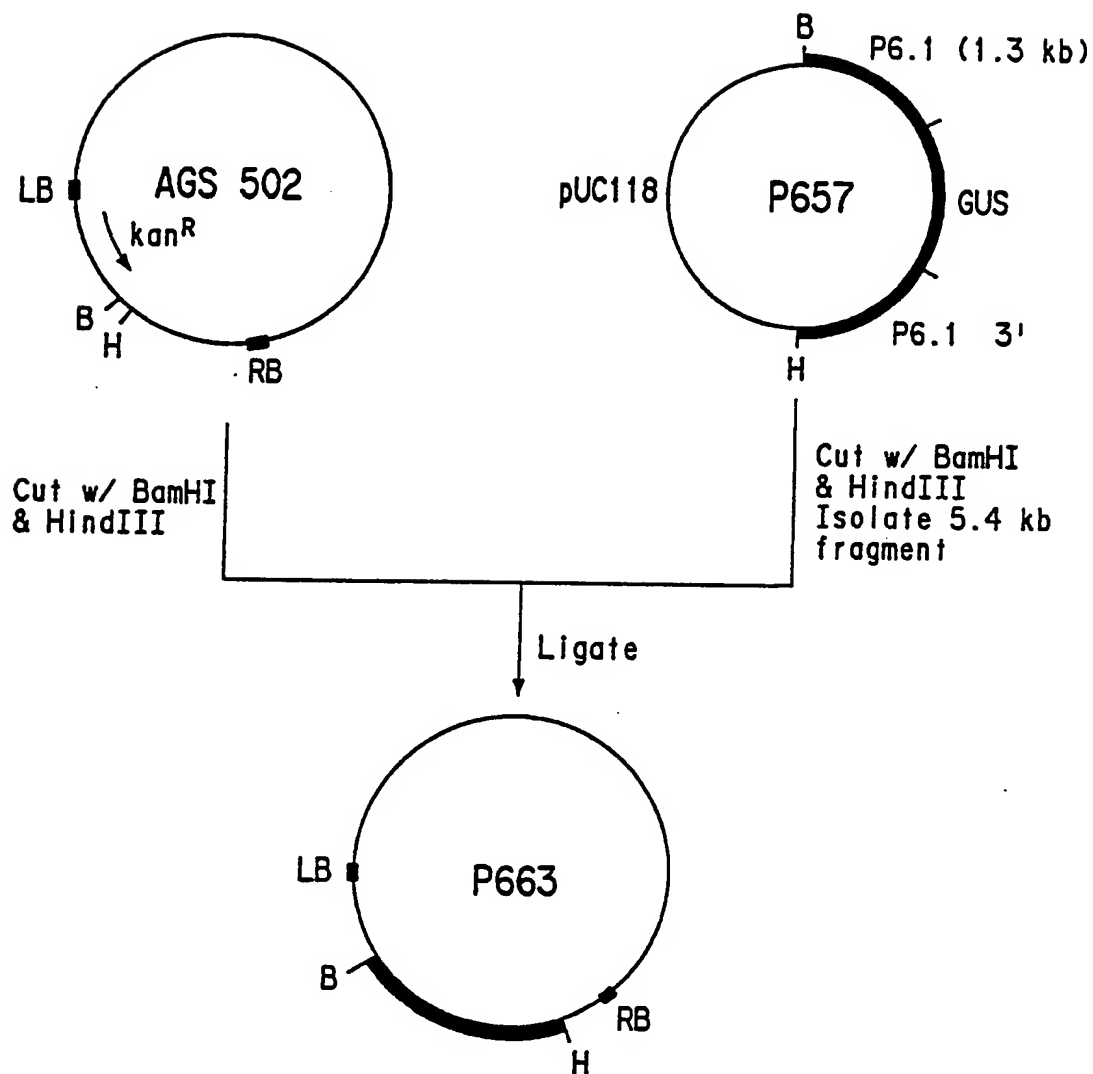 B
P6.1 (1.3 kb)
AGS 502
LB
kanR
B
H
RB
pUC118
P657
GUS
P6.1 3'
H
Cut w/ BamHI
& HindIII
Cut w/ BamHI
& HindIII
Isolate 5.4 kb
fragment
Ligate
LB
P663
B
RB
H